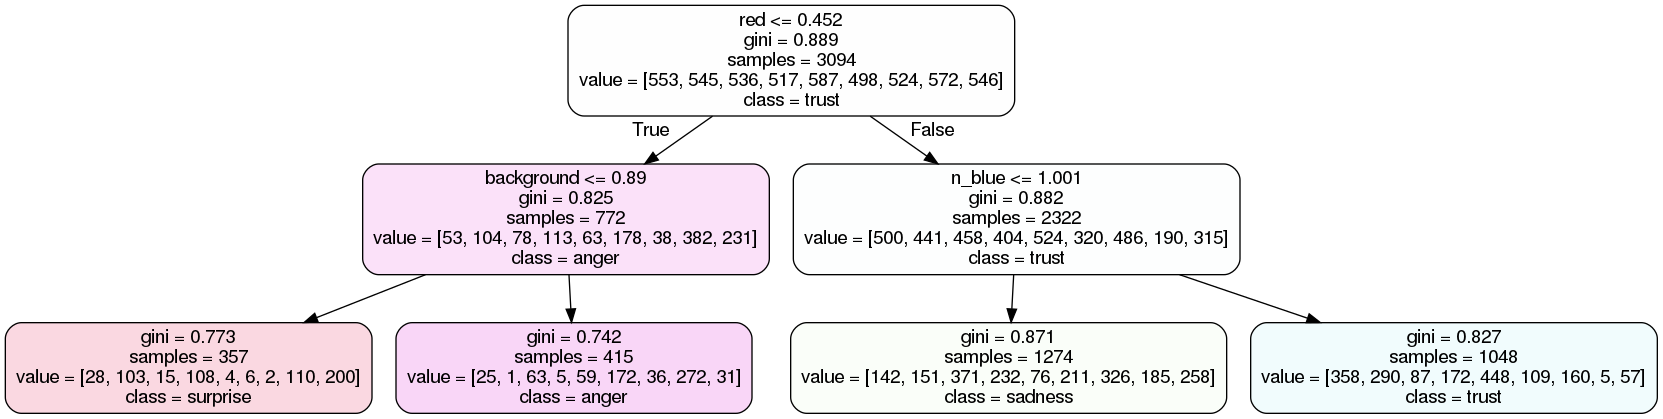 red <= 0.452
gini = 0.889
samples = 3094
value = [553, 545, 536, 517, 587, 498, 524, 572, 546]
class = trust
True
False
background <= 0.89
gini = 0.825
samples = 772
value = [53, 104, 78, 113, 63, 178, 38, 382, 231]
class = anger
n_blue <= 1.001
gini = 0.882
samples = 2322
value = [500, 441, 458, 404, 524, 320, 486, 190, 315]
class = trust
gini = 0.773
samples = 357
value = [28, 103, 15, 108, 4, 6, 2, 110, 200]
class = surprise
gini = 0.742
samples = 415
value = [25, 1, 63, 5, 59, 172, 36, 272, 31]
class = anger
gini = 0.871
samples = 1274
value = [142, 151, 371, 232, 76, 211, 326, 185, 258]
class = sadness
gini = 0.827
samples = 1048
value = [358, 290, 87, 172, 448, 109, 160, 5, 57]
class = trust